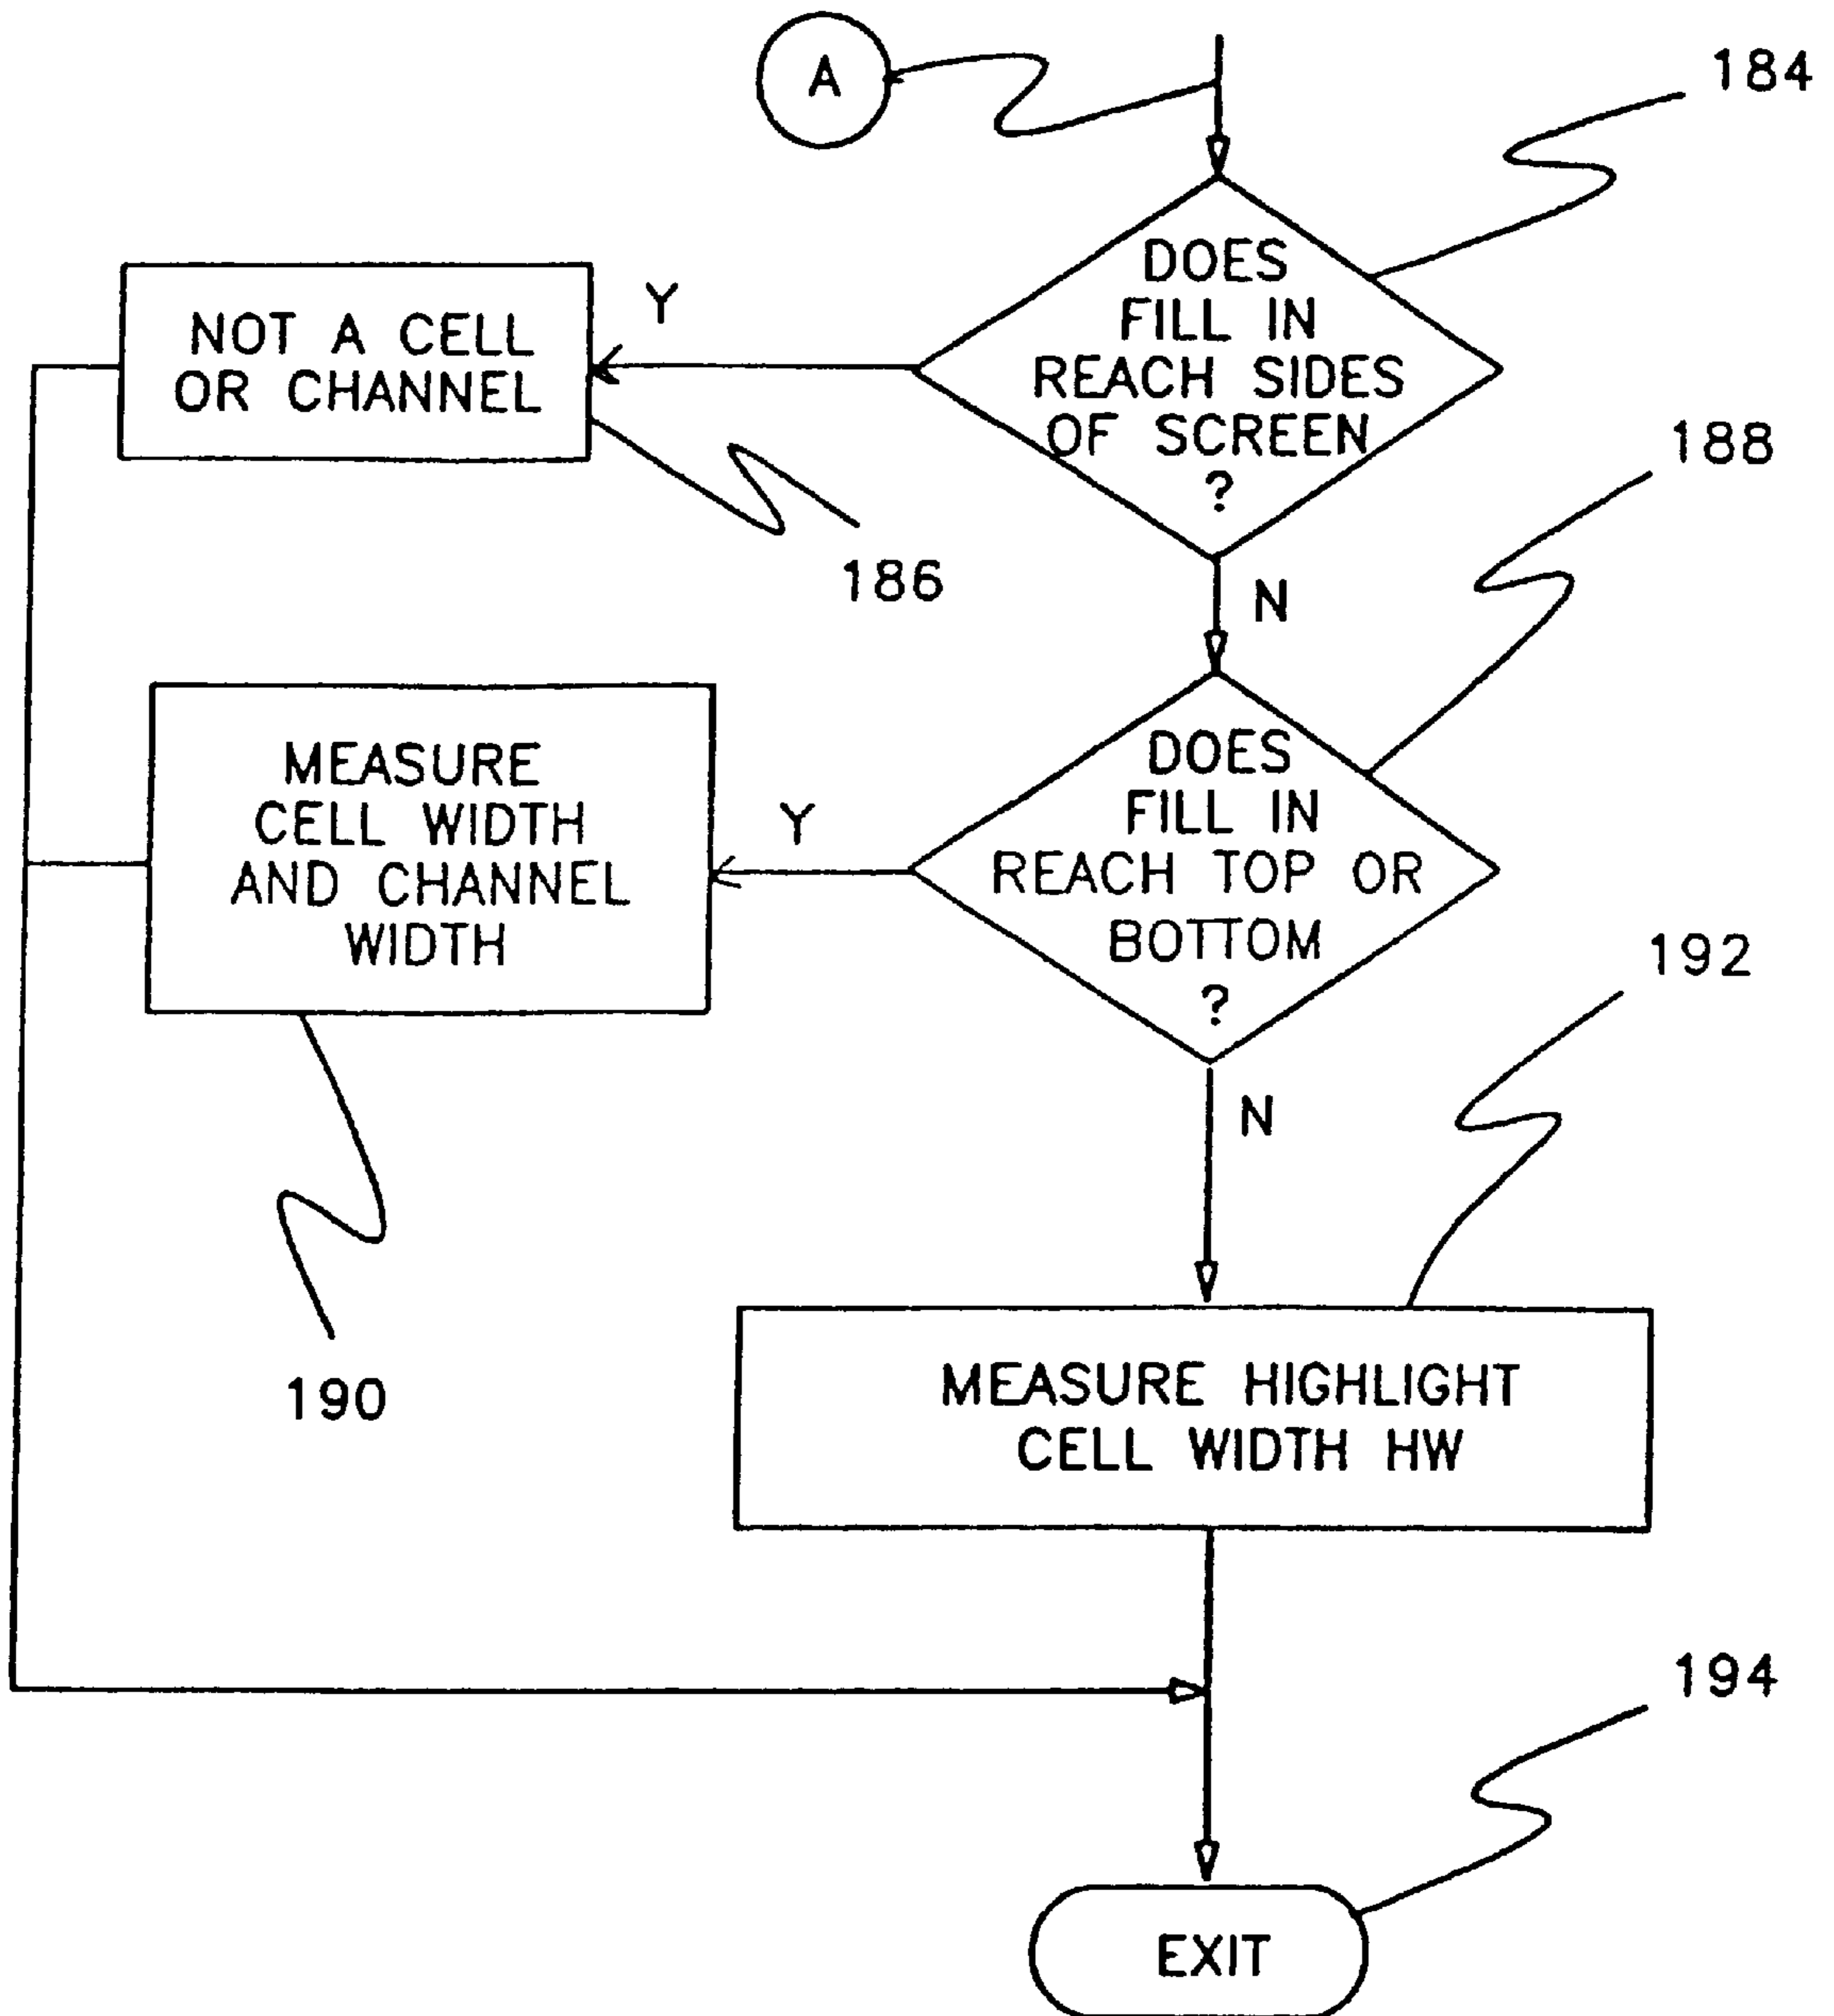 A
184
DOES
FILL IN
REACH SIDES
OF SCREEN
?
Y
NOT A CELL
OR CHANNEL
186
N
188
DOES
FILL IN
REACH TOP OR
BOTTOM
?
Y
MEASURE
CELL WIDTH
AND CHANNEL
WIDTH
190
N
192
MEASURE HIGHLIGHT
CELL WIDTH HW
194
EXIT